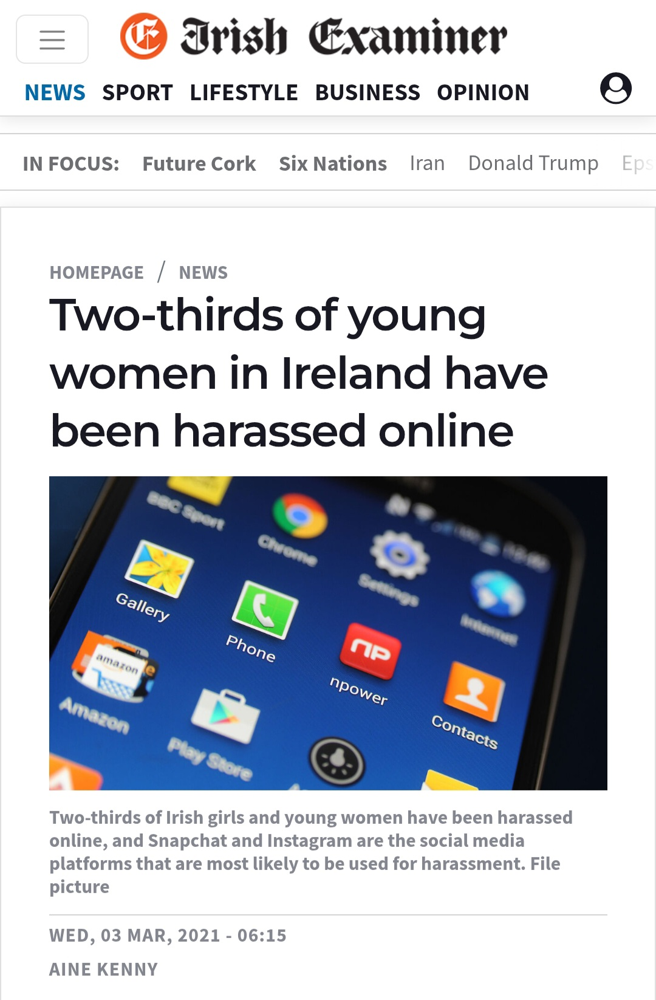 Irish Examiner
NEWS SPORT LIFESTYLE BUSINESS OPINION
IN FOCUS: Future Cork Six Nations Iran Donald Trump Eps
HOMEPAGE / NEWS
Two-thirds of young
women in Ireland have
been harassed online
BBC Sport
Chrome
Settings
Internet
Gallery
Phone
npower
Contacts
amazon
Amazon
Play Store
Two-thirds of Irish girls and young women have been harassed
online, and Snapchat and Instagram are the social media
platforms that are most likely to be used for harassment. File
picture
WED, 03 MAR, 2021 - 06:15
AINE KENNY